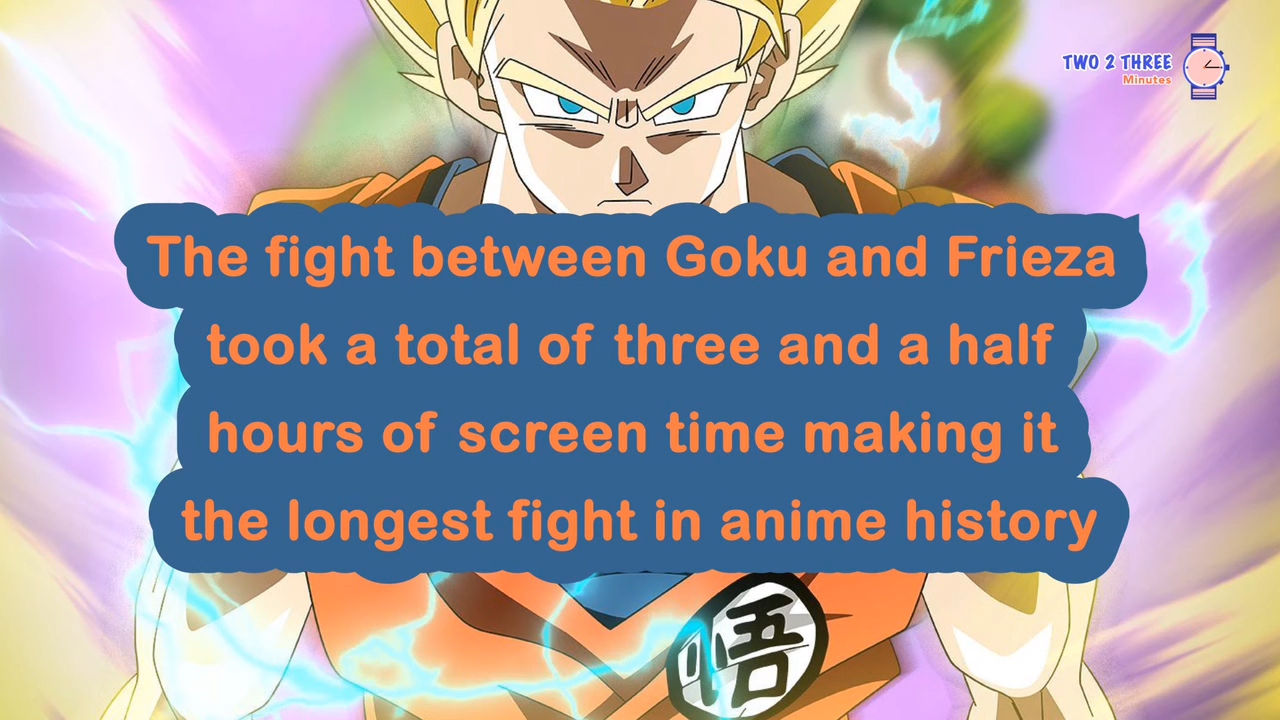 TWO 2 THREE
Minutes
The fight between Goku and Frieza
took a total of three and a half
hours of screen time making it
the longest fight in anime history
悟